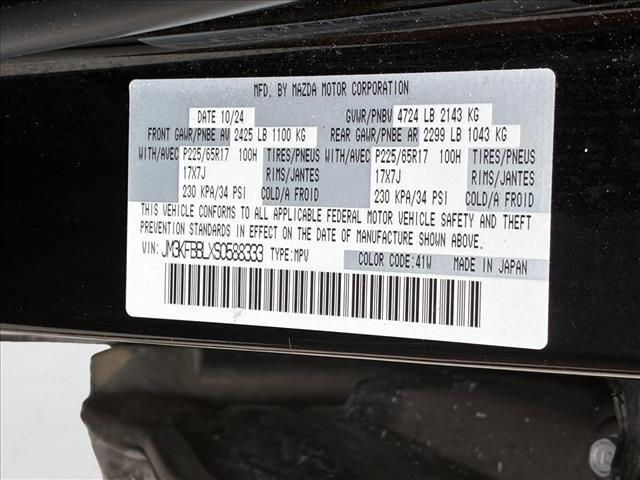 MFD. BY MAZDA MOTOR CORPORATION
DATE 10/24 GVWR/PNBV 4724 LB 2143 KG
FRONT GAWR/PNBE AV 2425 LB 1100 KG REAR GAWR/PNBE AR 2299 LB 1043 KG
WITH/AVEC P225/65R17 100H TIRES/PNEUS WITH/AVEC P225/65R17 100H TIRES/PNEUS
17X7J RIMS/JANTES 17X7J RIMS/JANTES
230 KPA/34 PSI COLD/A FROID 230 KPA/34 PSI COLD/A FROID
THIS VEHICLE CONFORMS TO ALL APPLICABLE FEDERAL MOTOR VEHICLE SAFETY AND THEFT
PREVENTION STANDARDS IN EFFECT ON THE DATE OF MANUFACTURE SHOWN ABOVE.
VIN: JM3KFBBLXS0588333 TYPE:MPV COLOR CODE:41W MADE IN JAPAN